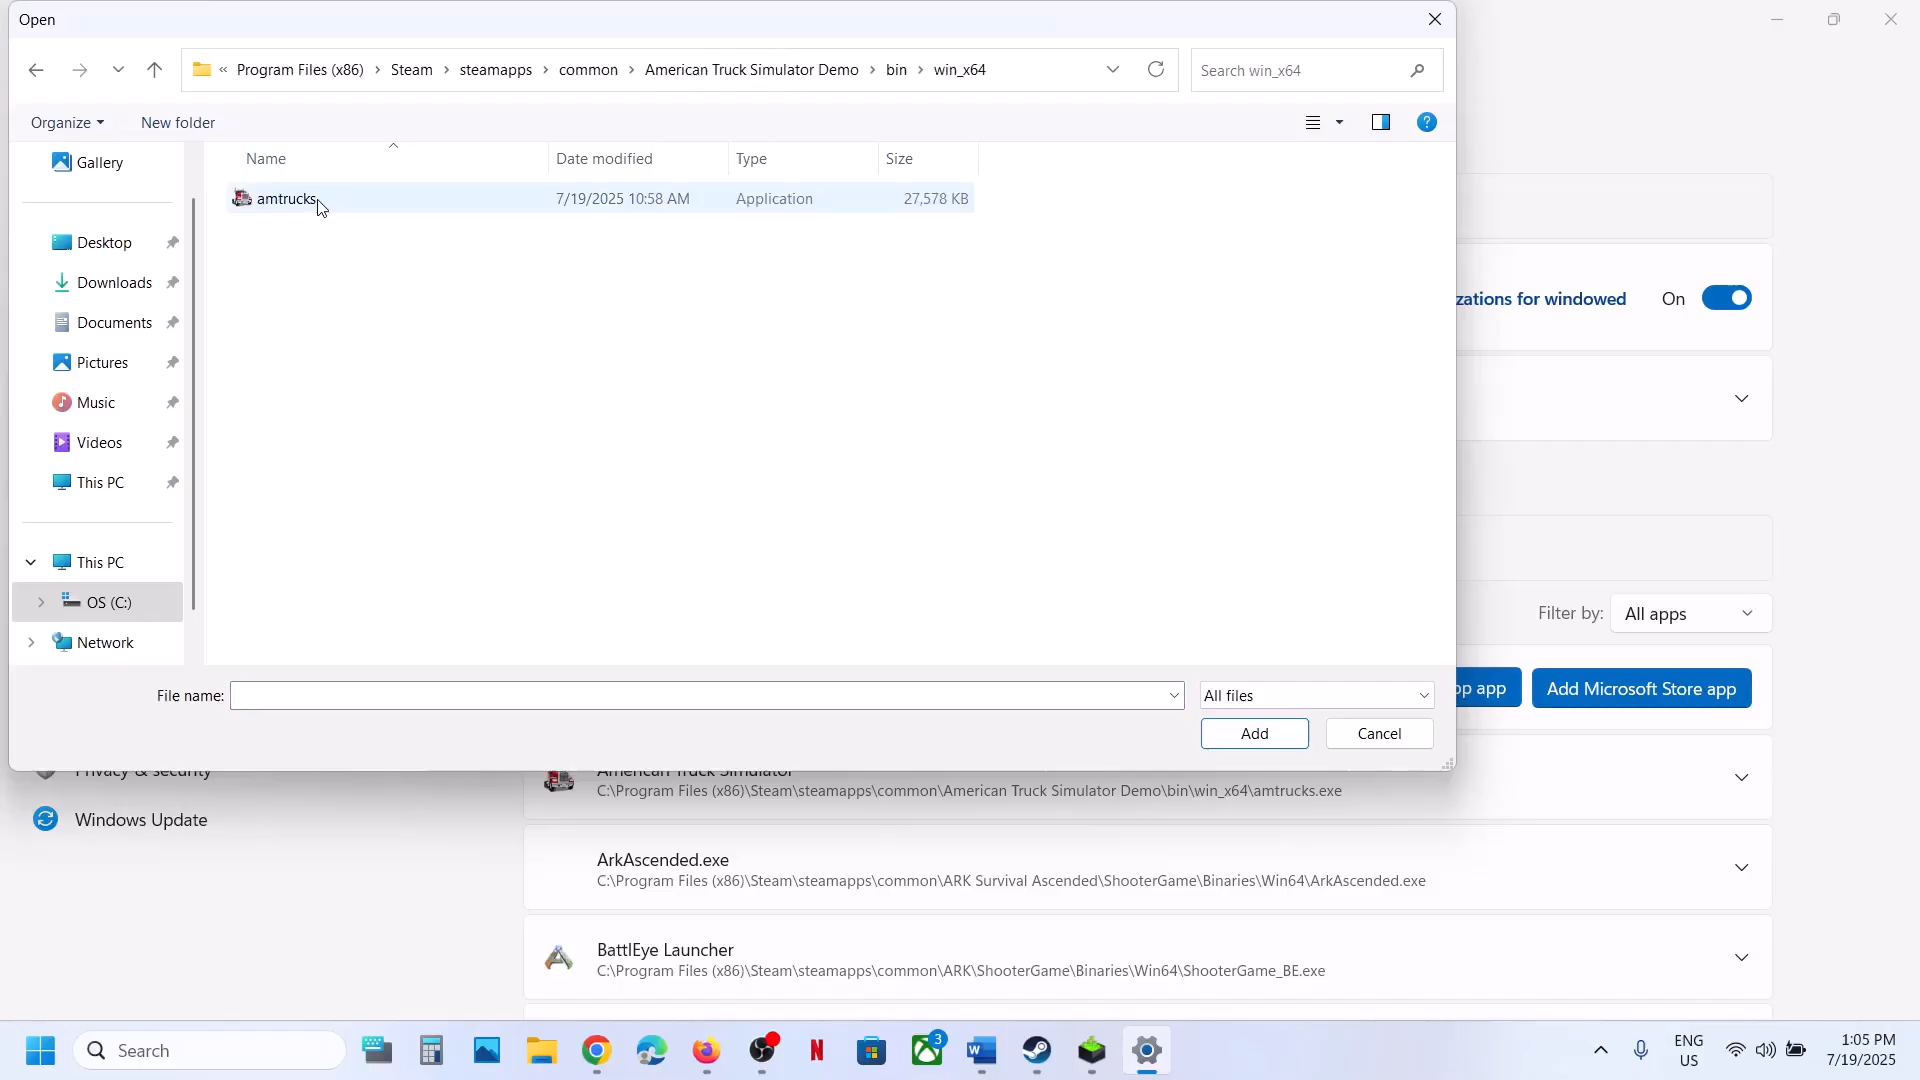 Open
« Program Files (x86) › Steam › steamapps › common › American Truck Simulator Demo › bin › win_x64
Search win_x64
Organize
New folder
Name
Date modified
Type
Size
amtrucks
7/19/2025 10:58 AM
Application
27,578 KB
Gallery
Desktop
Downloads
Documents
Pictures
Music
Videos
This PC
This PC
OS (C:)
Network
File name:
All files
Add
Cancel
zations for windowed
On
Filter by:
All apps
app
Add Microsoft Store app
Privacy & security
Windows Update
American Truck Simulator
C:\Program Files (x86)\Steam\steamapps\common\American Truck Simulator Demo\bin\win_x64\amtrucks.exe
ArkAscended.exe
C:\Program Files (x86)\Steam\steamapps\common\ARK Survival Ascended\ShooterGame\Binaries\Win64\ArkAscended.exe
BattlEye Launcher
C:\Program Files (x86)\Steam\steamapps\common\ARK\ShooterGame\Binaries\Win64\ShooterGame_BE.exe
Search
3
ENG
US
1:05 PM
7/19/2025